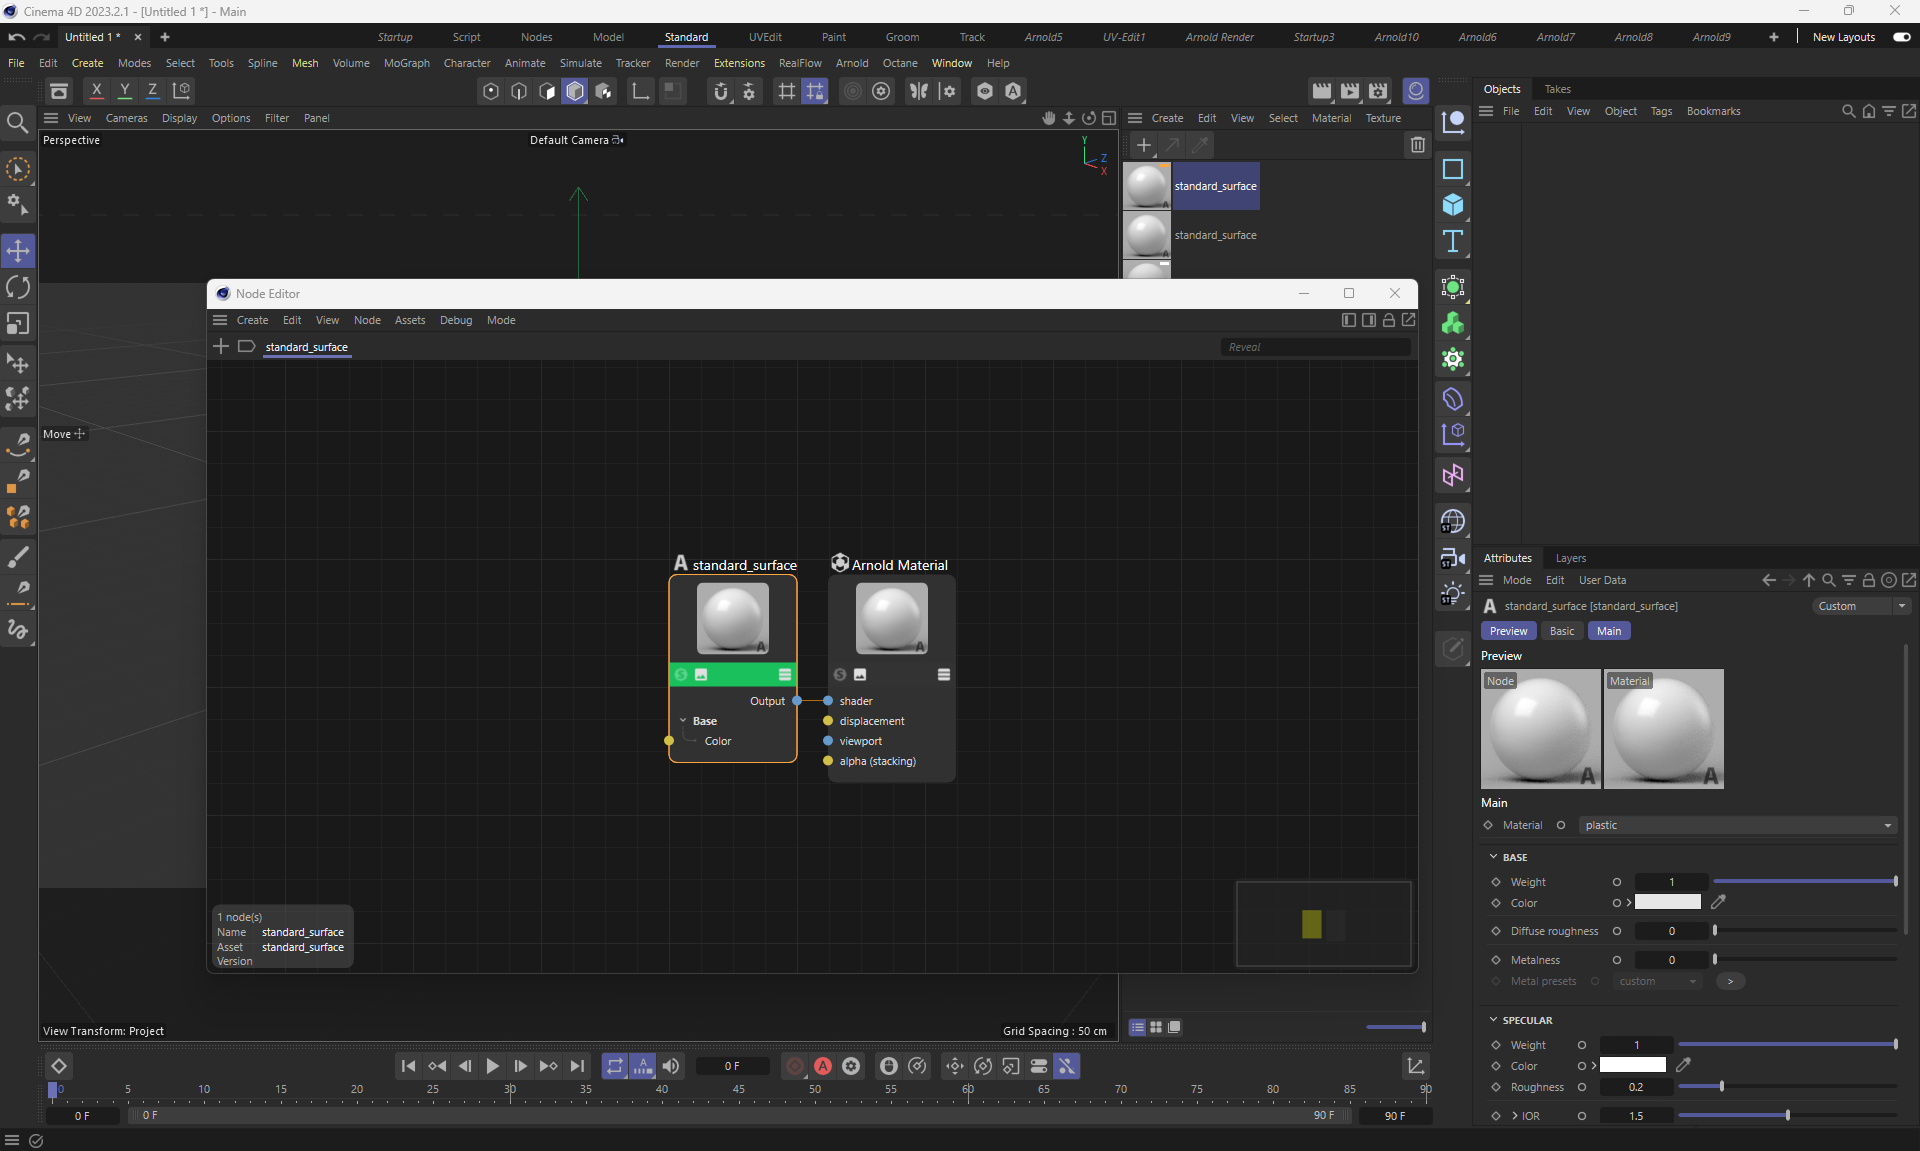 Cinema 4D 2023.2.1 - [Untitled 1 *] - Main
Untitled 1 *
Startup Script Nodes Model Standard UVEdit Paint Groom Track Arnold5 UV-Edit1 Arnold Render Startup3 Arnold10 Arnold6 Arnold7 Arnold8 Arnold9 New Layouts
File Edit Create Modes Select Tools Spline Mesh Volume MoGraph Character Animate Simulate Tracker Render Extensions RealFlow Arnold Octane Window Help
X Y Z
Objects Takes
File Edit View Object Tags Bookmarks
View Cameras Display Options Filter Panel
Create Edit View Select Material Texture
Perspective
Default Camera
Y
Z
X
standard_surface
standard_surface
Move
Node Editor
Create Edit View Node Assets Debug Mode
standard_surface
Reveal
A standard_surface
Arnold Material
Output
Base
Color
shader
displacement
viewport
alpha (stacking)
1 node(s)
Name standard_surface
Asset standard_surface
Version
View Transform: Project
Grid Spacing : 50 cm
ST
ST
ST
Attributes Layers
Mode Edit User Data
A standard_surface [standard_surface]
Custom
Preview Basic Main
Preview
Node
Material
A
A
Main
Material plastic
BASE
Weight 1
Color
Diffuse roughness 0
Metalness 0
Metal presets custom >
SPECULAR
Weight 1
Color
Roughness 0.2
> IOR 1.5
0 F
0 5 10 15 20 25 30 35 40 45 50 55 60 65 70 75 80 85 90
0 F
0 F
90 F
90 F